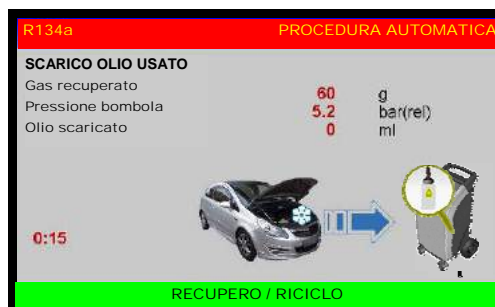 R134a PROCEDURA AUTOMATICA
SCARICO OLIO USATO
Gas recuperato 60 g
Pressione bombola 5.2 bar(rel)
Olio scaricato 0 ml
0:15
R
RECUPERO / RICICLO